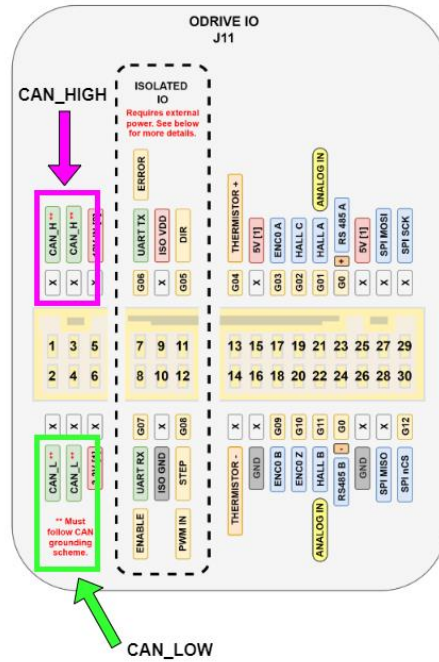 ODRIVE IO
J11
CAN_HIGH
ISOLATED
IO
Requires external
power. See below
for more details.
ERROR
ANALOG IN
CAN_H **
CAN_H **
UART TX
ISO VDD
DIR
THERMISTOR +
5V [1]
ENC0 A
HALL C
HALL A
RS 485 A
+
5V [1]
SPI MOSI
SPI SCK
X
X
X
G06
X
G05
G04
X
G03
G02
G01
G0
X
X
X
1 3 5 7 9 11 13 15 17 19 21 23 25 27 29
2 4 6 8 10 12 14 16 18 20 22 24 26 28 30
X
X
X
G07
X
G08
X
X
G09
G10
G11
G0
X
X
G12
CAN_L **
CAN_L **
UART RX
ISO GND
STEP
THERMISTOR -
GND
ENC0 B
ENC0 Z
HALL B
-
RS485 B
GND
SPI MISO
SPI nCS
** Must
follow CAN
grounding
scheme.
ENABLE
PWM IN
ANALOG IN
CAN_LOW